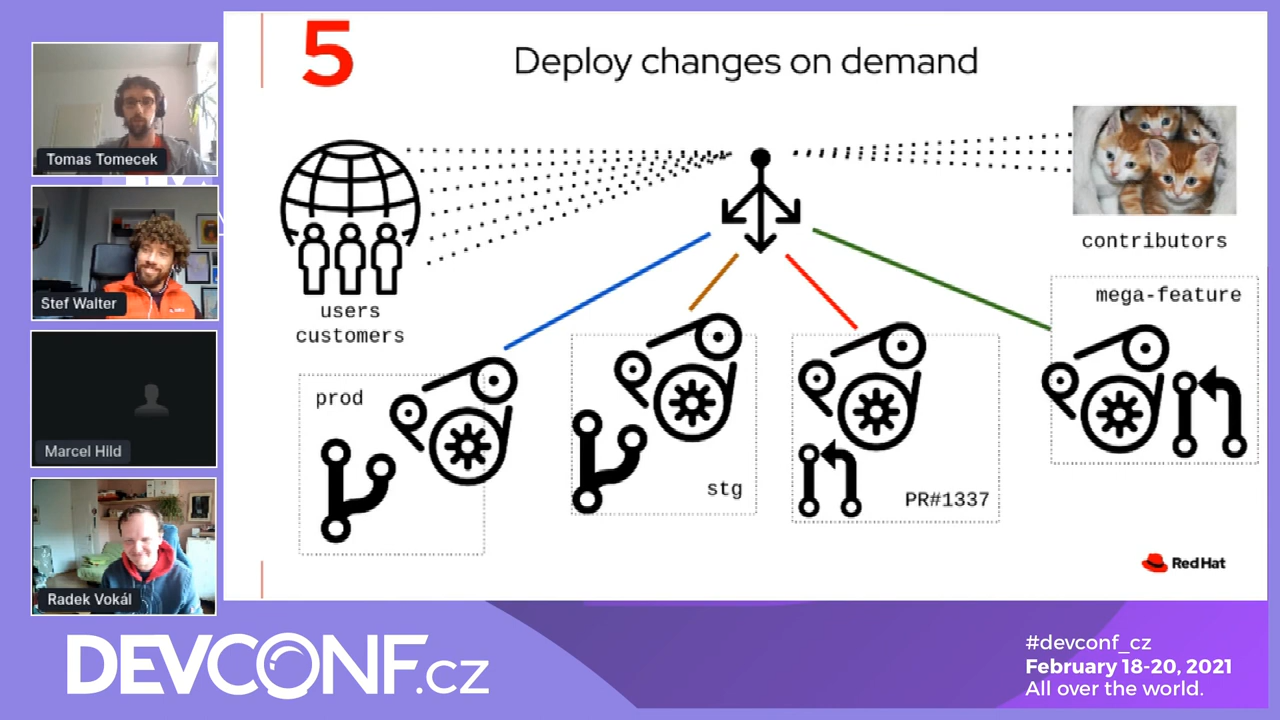 5
Deploy changes on demand
Tomas Tomecek
Stef Walter
Marcel Hild
Radek Vokál
users
customers
contributors
mega-feature
prod
stg
PR#1337
Red Hat
DEVCONF.cz
#devconf_cz
February 18-20, 2021
All over the world.